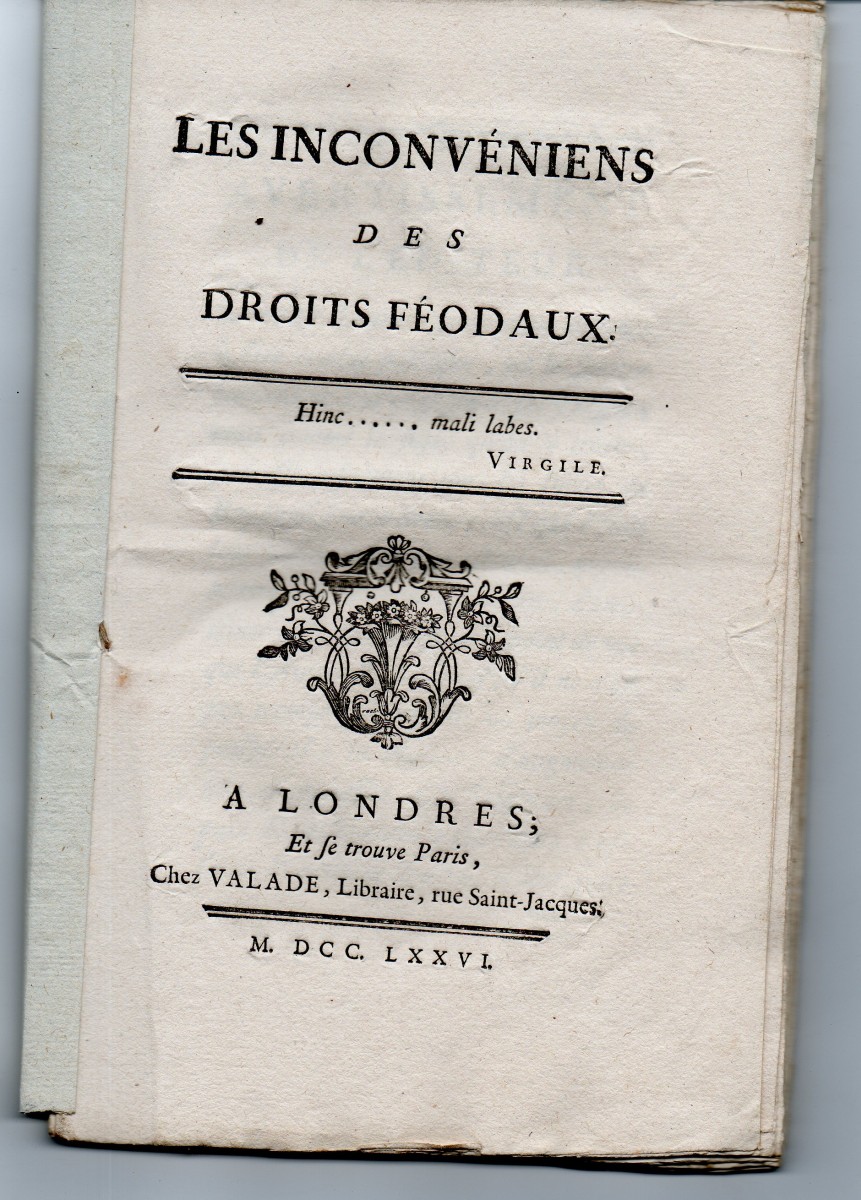 LES INCONVÉNIENS
DES
DROITS FÉODAUX.
Hinc...... mali labes.
VIRGILE.
A LONDRES;
Et ſe trouve Paris,
Chez VALADE, Libraire, rue Saint-Jacques.
M. DCC. LXXVI.